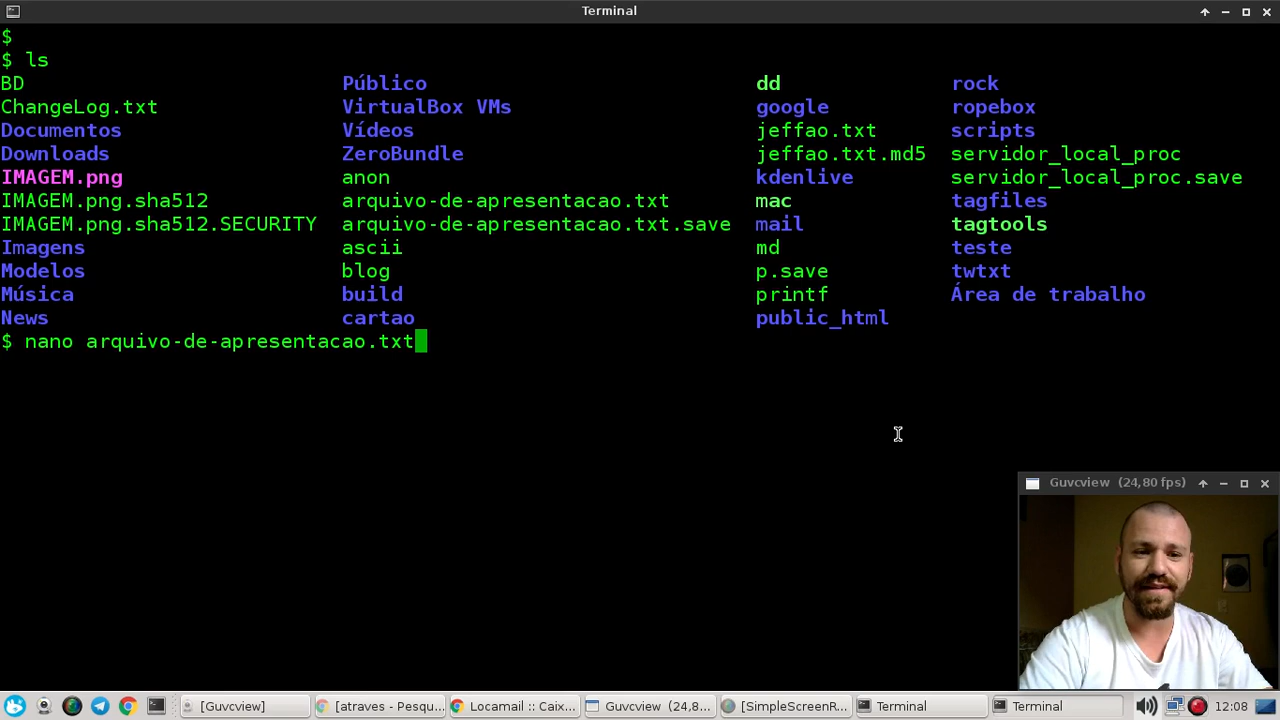 Terminal
$
$ ls
BD Público dd rock
ChangeLog.txt VirtualBox VMs google ropebox
Documentos Vídeos jeffao.txt scripts
Downloads ZeroBundle jeffao.txt.md5 servidor_local_proc
IMAGEM.png anon kdenlive servidor_local_proc.save
IMAGEM.png.sha512 arquivo-de-apresentacao.txt mac tagfiles
IMAGEM.png.sha512.SECURITY arquivo-de-apresentacao.txt.save mail tagtools
Imagens ascii md teste
Modelos blog p.save twtxt
Música build printf Área de trabalho
News cartao public_html
$ nano arquivo-de-apresentacao.txt
Guvcview (24,80 fps)
[Guvcview] [atraves - Pesqu... Locamail :: Caix... Guvcview (24,8... [SimpleScreenR... Terminal Terminal 12:08